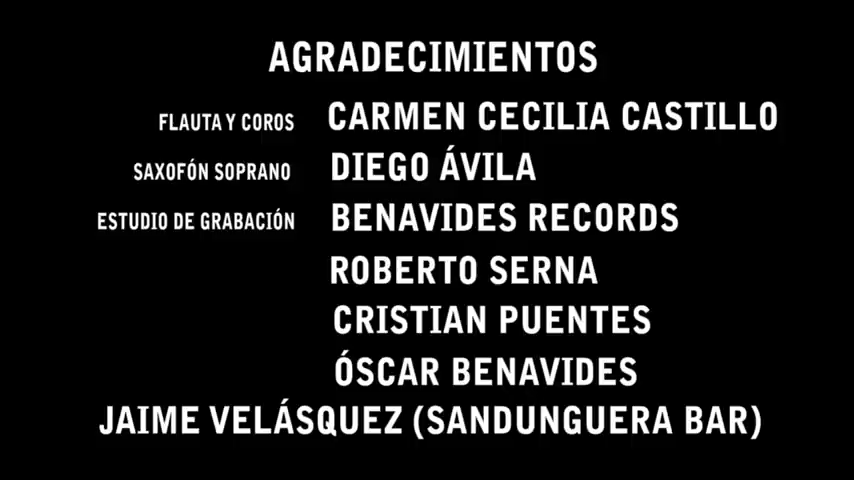 AGRADECIMIENTOS
FLAUTA Y COROS CARMEN CECILIA CASTILLO
SAXOFÓN SOPRANO DIEGO ÁVILA
ESTUDIO DE GRABACIÓN BENAVIDES RECORDS
ROBERTO SERNA
CRISTIAN PUENTES
ÓSCAR BENAVIDES
JAIME VELÁSQUEZ (SANDUNGUERA BAR)